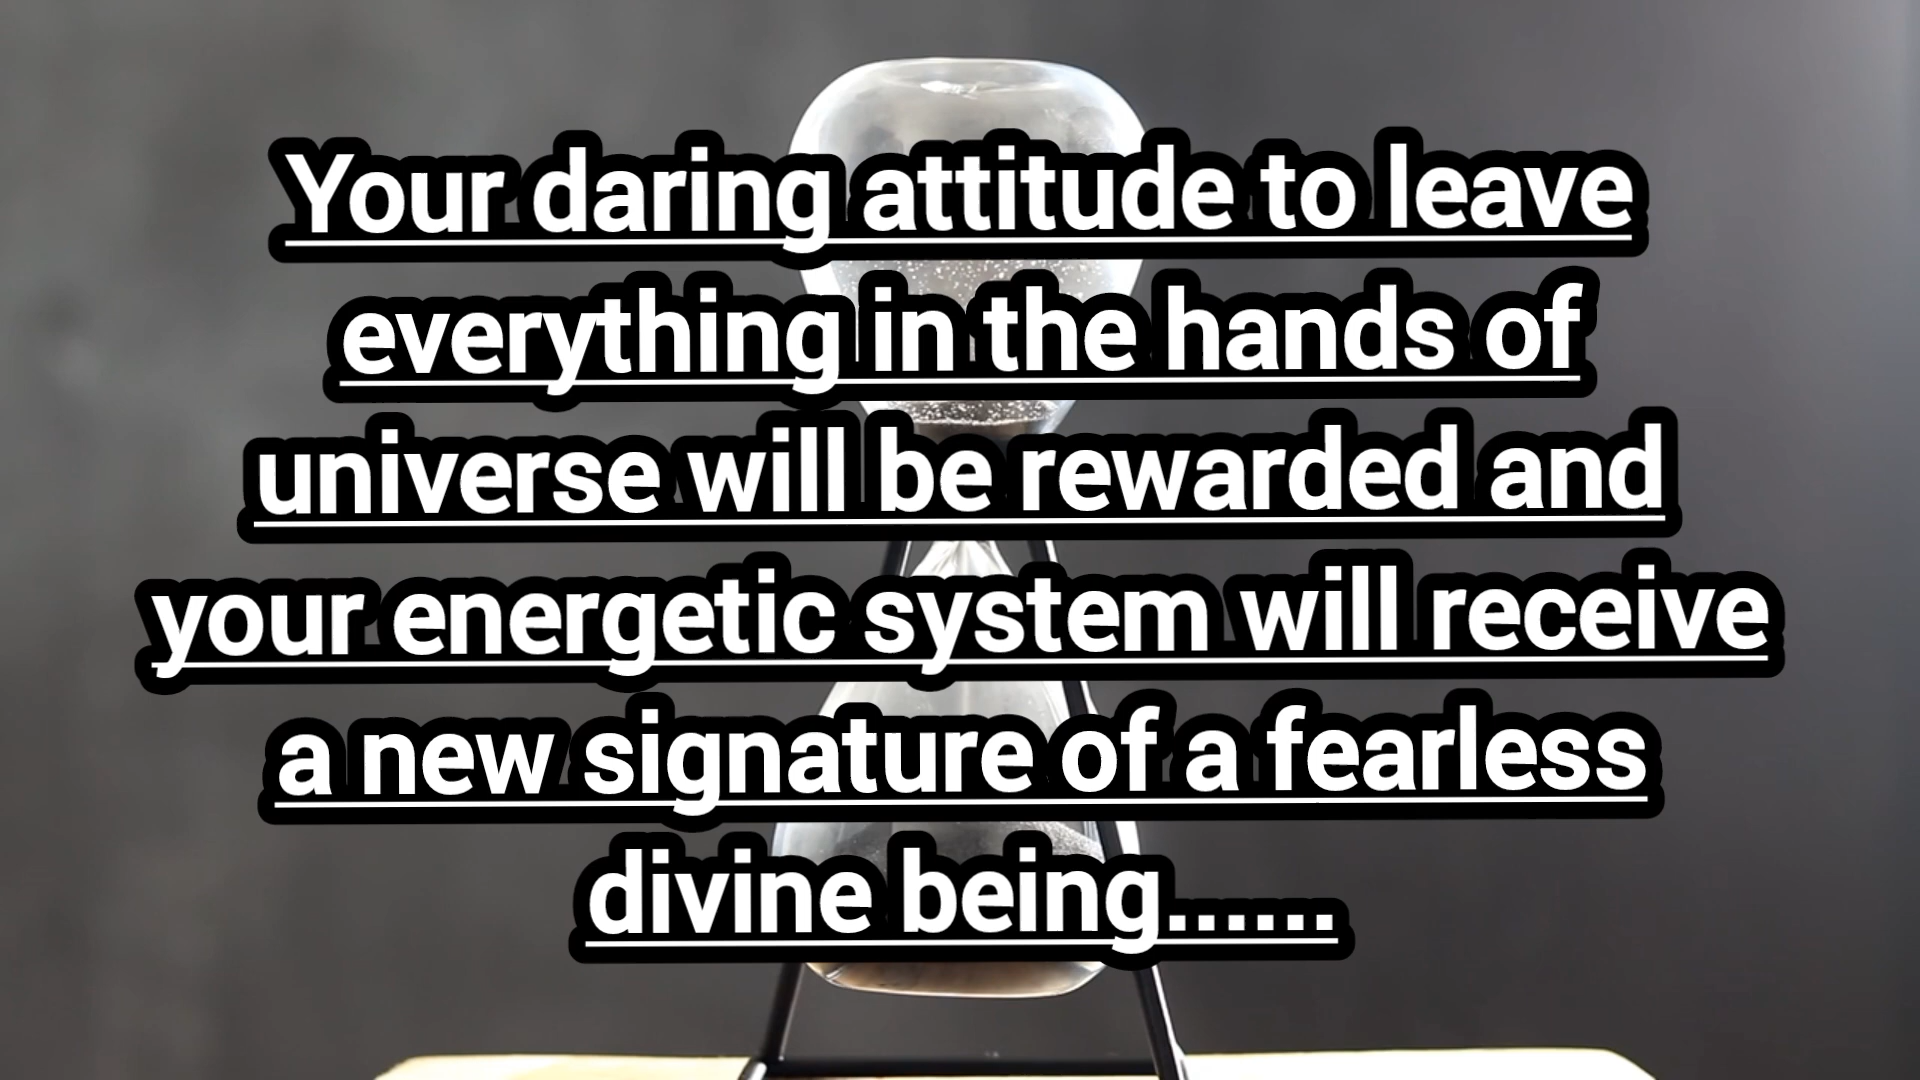 Your daring attitude to leave
everything in the hands of
universe will be rewarded and
your energetic system will receive
a new signature of a fearless
divine being......